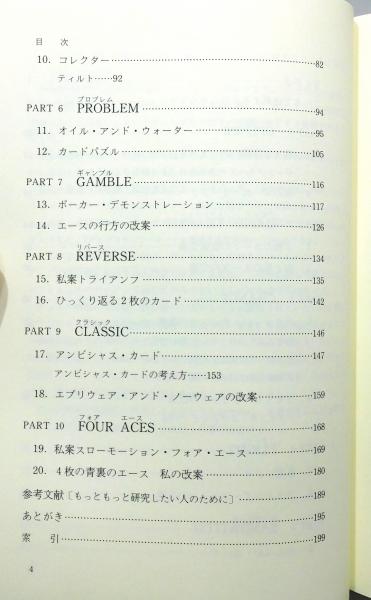 目　次
10．コレクター……82
ティルト……92
プロブレム
PART 6　PROBLEM……94
11．オイル・アンド・ウォーター……95
12．カードパズル……105
ギャンブル
PART 7　GAMBLE……116
13．ポーカー・デモンストレーション……117
14．エースの行方の改案……126
リバース
PART 8　REVERSE……134
15．私案トライアンフ……135
16．ひっくり返る2枚のカード……142
クラシック
PART 9　CLASSIC……146
17．アンビシャス・カード……147
アンビシャス・カードの考え方……153
18．エブリウェア・アンド・ノーウェアの改案……159
フォア　エース
PART 10　FOUR ACES……168
19．私案スローモーション・フォア・エース……169
20．4枚の青裏のエース　私の改案……180
参考文献〔もっともっと研究したい人のために〕……189
あとがき……195
索　引……199
4